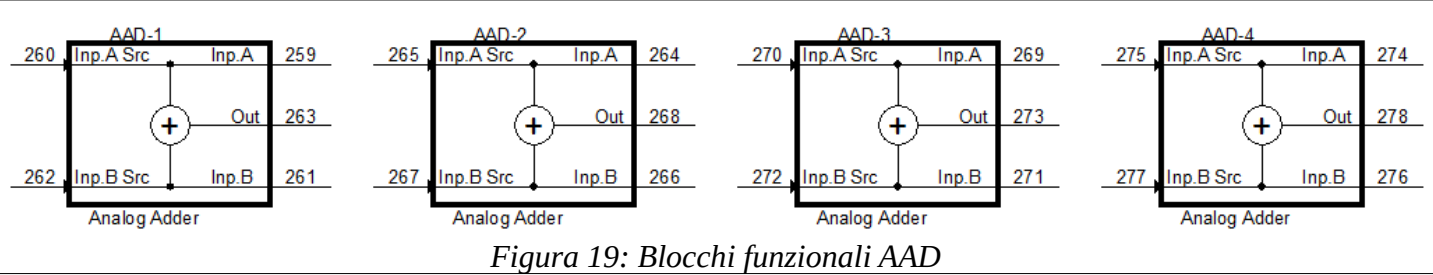 AAD-1 AAD-2 AAD-3 AAD-4
260 Inp.A Src Inp.A 259 265 Inp.A Src Inp.A 264 270 Inp.A Src Inp.A 269 275 Inp.A Src Inp.A 274
+ Out 263 + Out 268 + Out 273 + Out 278
262 Inp.B Src Inp.B 261 267 Inp.B Src Inp.B 266 272 Inp.B Src Inp.B 271 277 Inp.B Src Inp.B 276
Analog Adder Analog Adder Analog Adder Analog Adder
Figura 19: Blocchi funzionali AAD